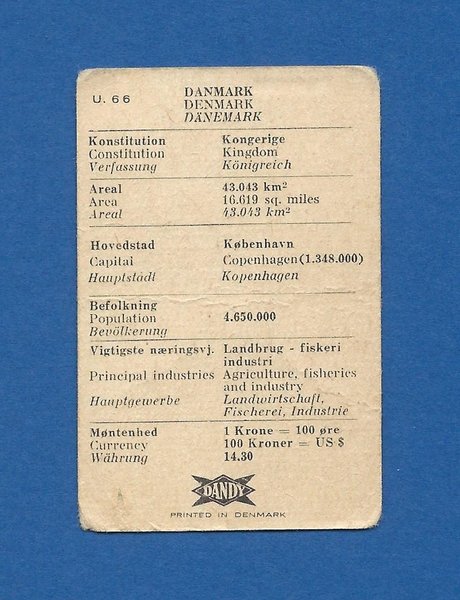 U. 66
DANMARK
DENMARK
DÄNEMARK
Konstitution Kongerige
Constitution Kingdom
Verfassung Königreich
Areal 43.043 km²
Area 16.619 sq. miles
Areal 43.043 km²
Hovedstad København
Capital Copenhagen (1.348.000)
Hauptstadt Kopenhagen
Befolkning
Population 4.650.000
Bevölkerung
Vigtigste næringsvj. Landbrug - fiskeri
industri
Principal industries Agriculture, fisheries
and industry
Hauptgewerbe Landwirtschaft,
Fischerei, Industrie
Møntenhed 1 Krone = 100 øre
Currency 100 Kroner = US $
Währung 14.30
DANDY
PRINTED IN DENMARK